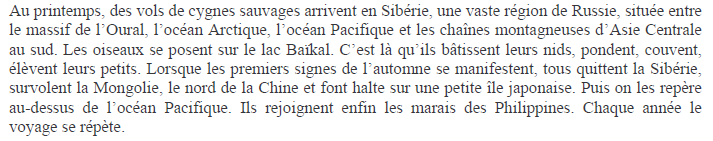 Au printemps, des vols de cygnes sauvages arrivent en Sibérie, une vaste région de Russie, située entre
le massif de l’Oural, l’océan Arctique, l’océan Pacifique et les chaînes montagneuses d’Asie Centrale
au sud. Les oiseaux se posent sur le lac Baïkal. C’est là qu’ils bâtissent leurs nids, pondent, couvent,
élèvent leurs petits. Lorsque les premiers signes de l’automne se manifestent, tous quittent la Sibérie,
survolent la Mongolie, le nord de la Chine et font halte sur une petite île japonaise. Puis on les repère
au-dessus de l’océan Pacifique. Ils rejoignent enfin les marais des Philippines. Chaque année le
voyage se répète.